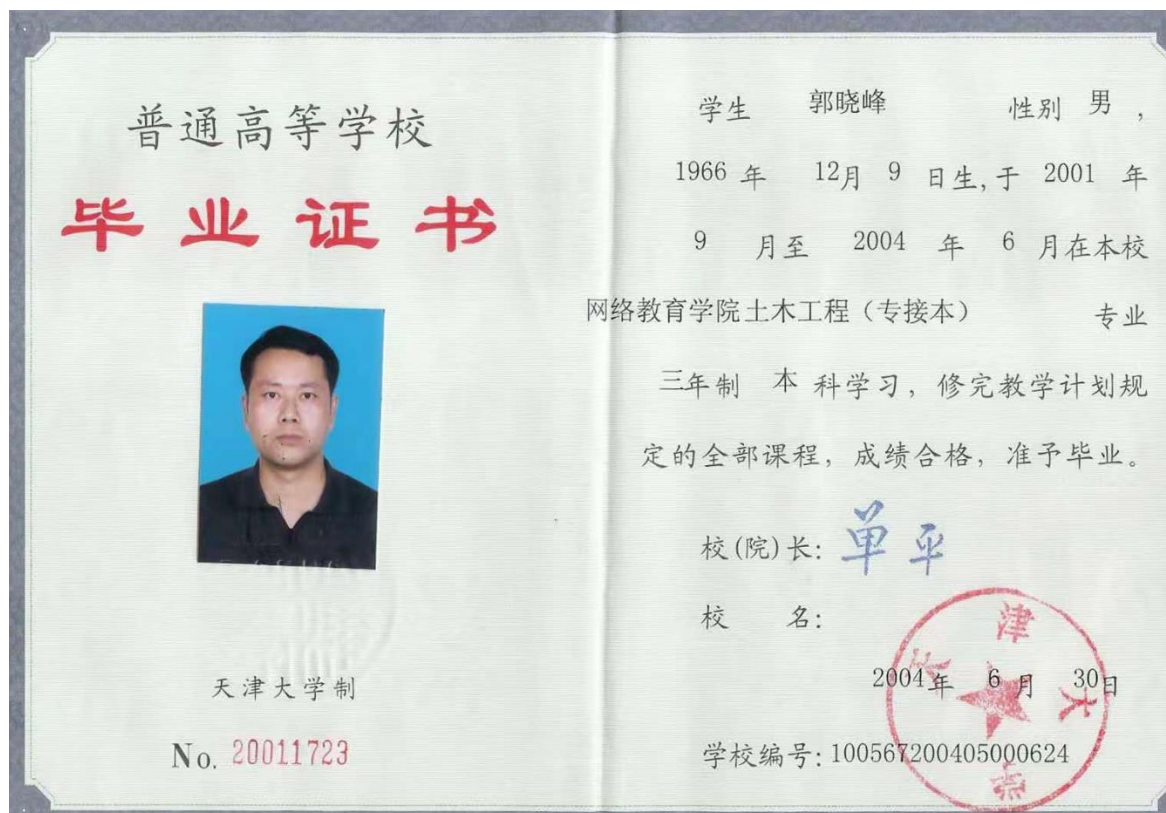 普通高等学校
毕业证书
天津大学制
No. 20011723
学生 郭晓峰 性别 男,
1966 年 12月 9 日生,于 2001 年
9 月至 2004 年 6 月在本校
网络教育学院土木工程（专接本） 专业
三年制 本 科学习，修完教学计划规
定的全部课程，成绩合格，准予毕业。
校(院)长: 单平
校 名:
天津大学
2004年 6月 30日
学校编号: 100567200405000624